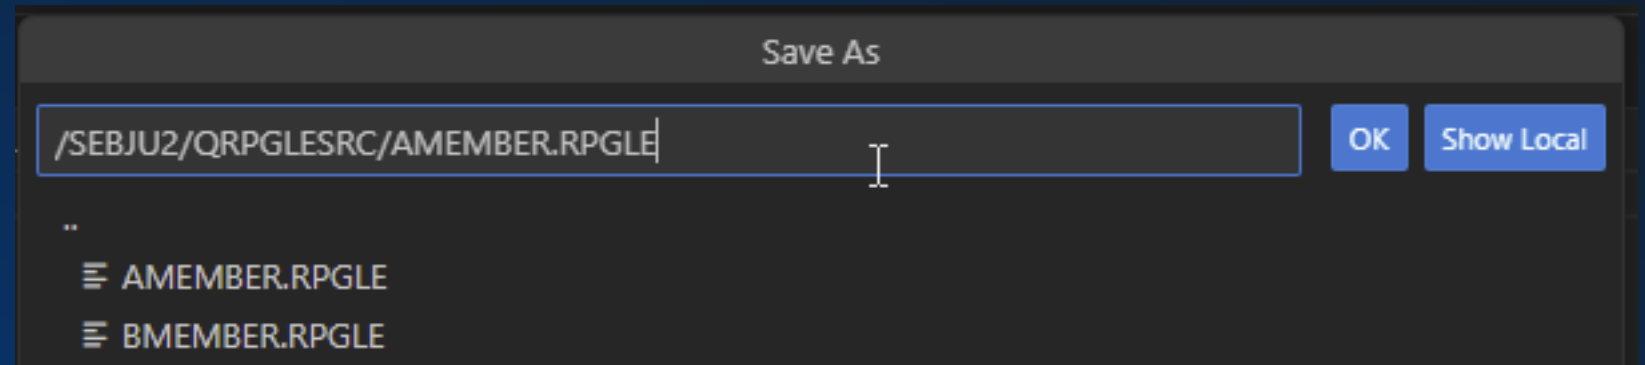 Save As
/SEBJU2/QRPGLESRC/AMEMBER.RPGLE OK Show Local
..
AMEMBER.RPGLE
BMEMBER.RPGLE